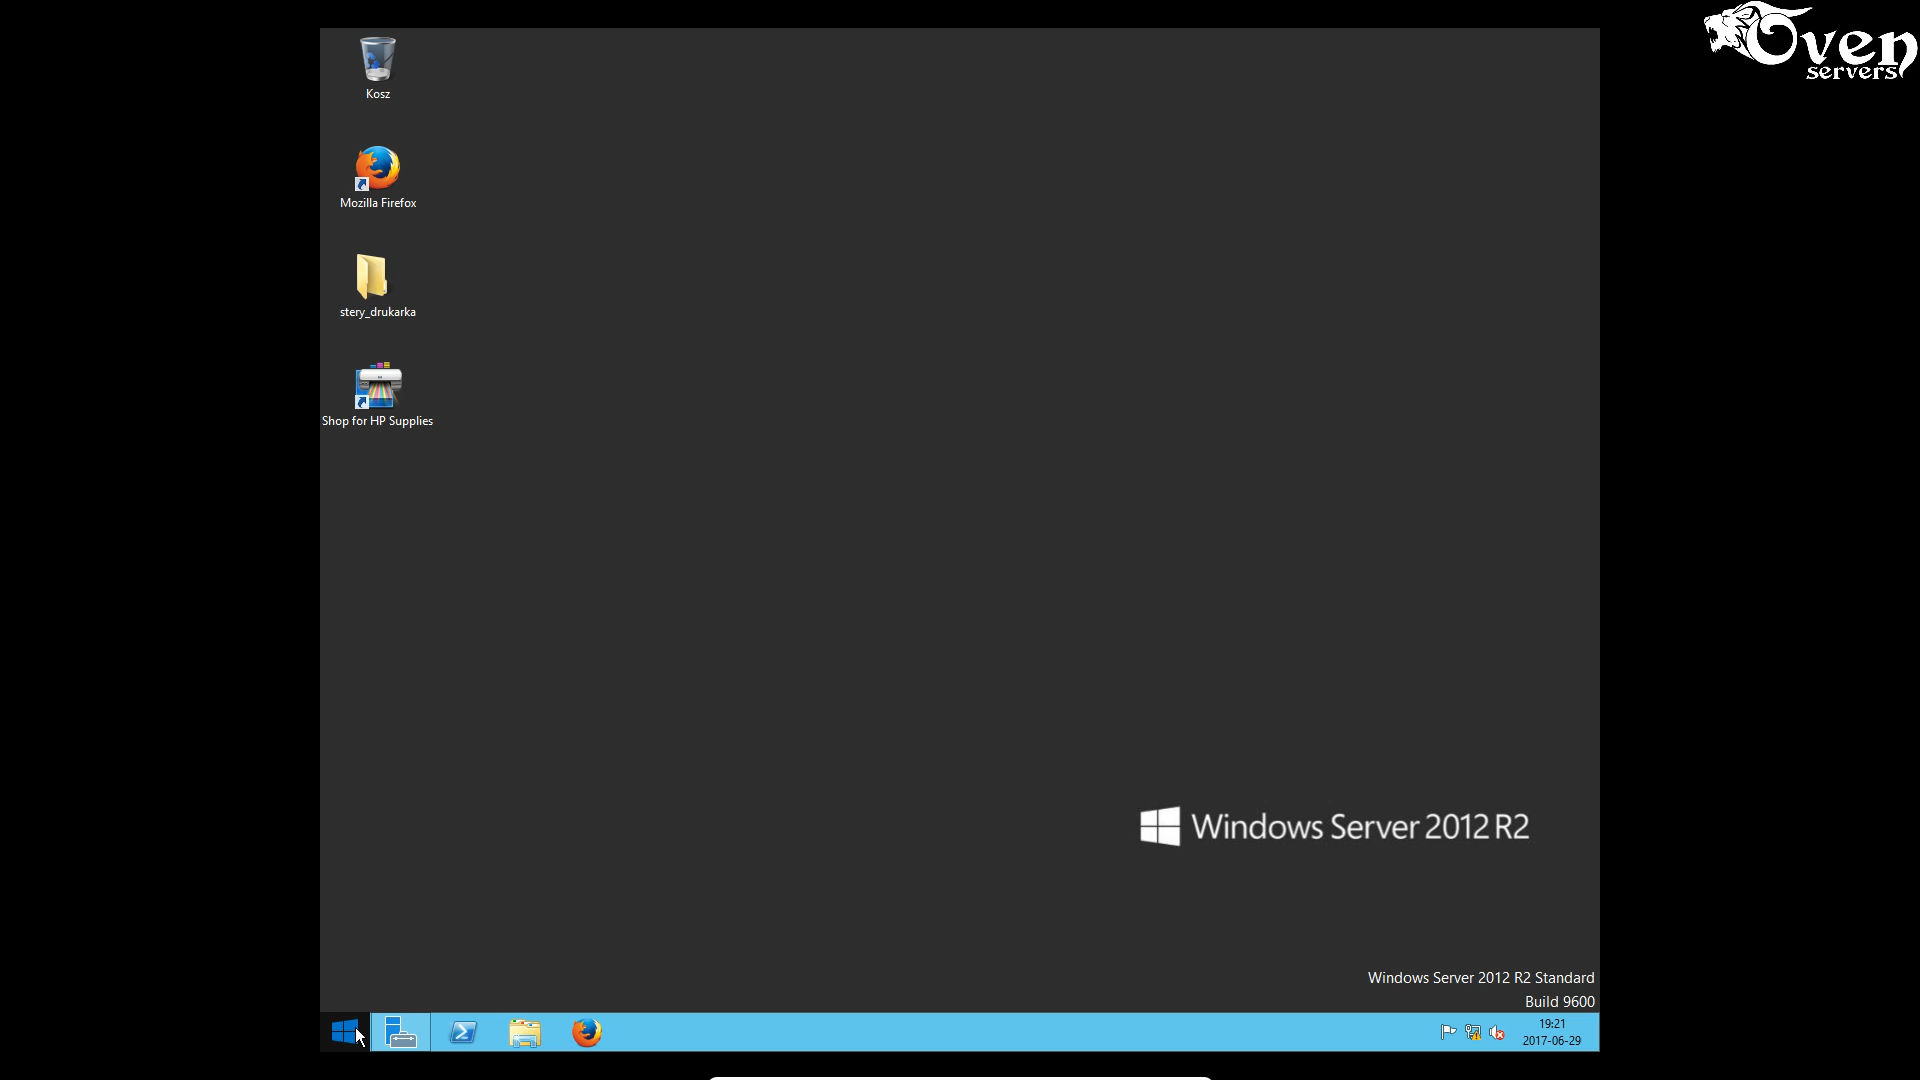 Oven
servers
Kosz
Mozilla Firefox
stery_drukarka
Shop for HP Supplies
Windows Server 2012 R2
Windows Server 2012 R2 Standard
Build 9600
19:21
2017-06-29